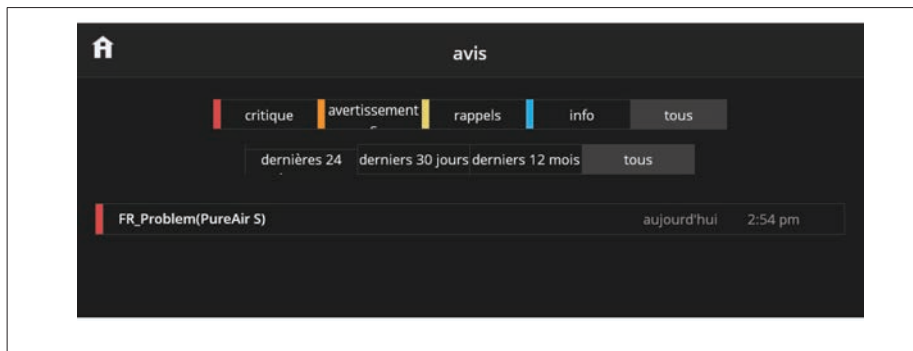 avis
critique
avertissement
rappels
info
tous
dernières 24
derniers 30 jours
derniers 12 mois
tous
FR_Problem(PureAir S) aujourd'hui 2:54 pm